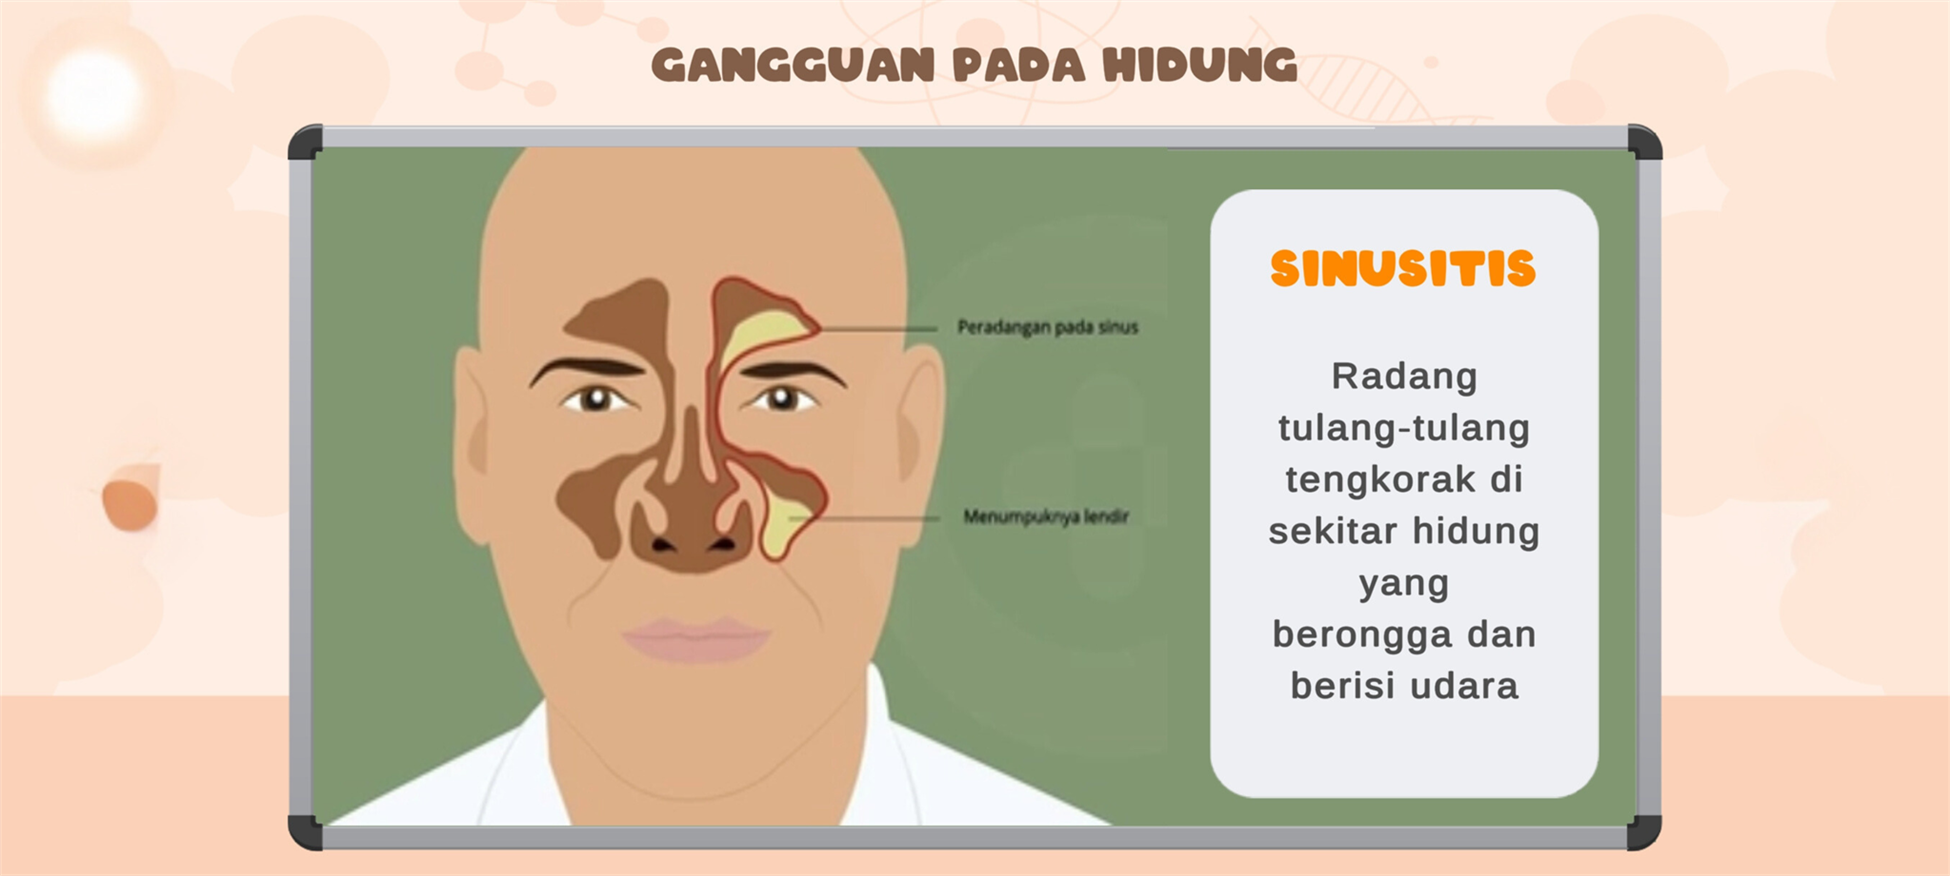 GANGGUAN PADA HIDUNG
Peradangan pada sinus
Menumpuknya lendir
SINUSITIS
Radang
tulang-tulang
tengkorak di
sekitar hidung
yang
berongga dan
berisi udara